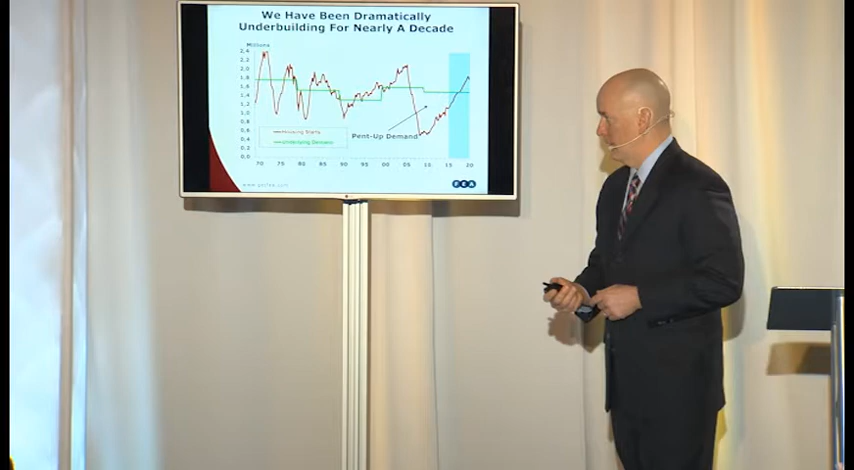 We Have Been Dramatically
Underbuilding For Nearly A Decade
Millions
2.4
2.2
2.0
1.8
1.6
1.4
1.2
1.0
0.8
0.6
0.4
0.2
0.0
Housing Starts
Underlying Demand
Pent-Up Demand
70 75 80 85 90 95 00 05 10 15 20
FEA